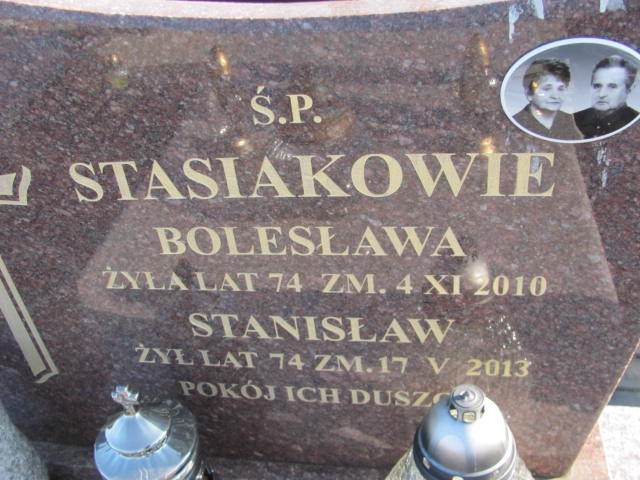 Ś.P.
STASIAKOWIE
BOLESŁAWA
ŻYŁA LAT 74 ZM. 4 XI 2010
STANISŁAW
ŻYŁ LAT 74 ZM. 17 V 2013
POKÓJ ICH